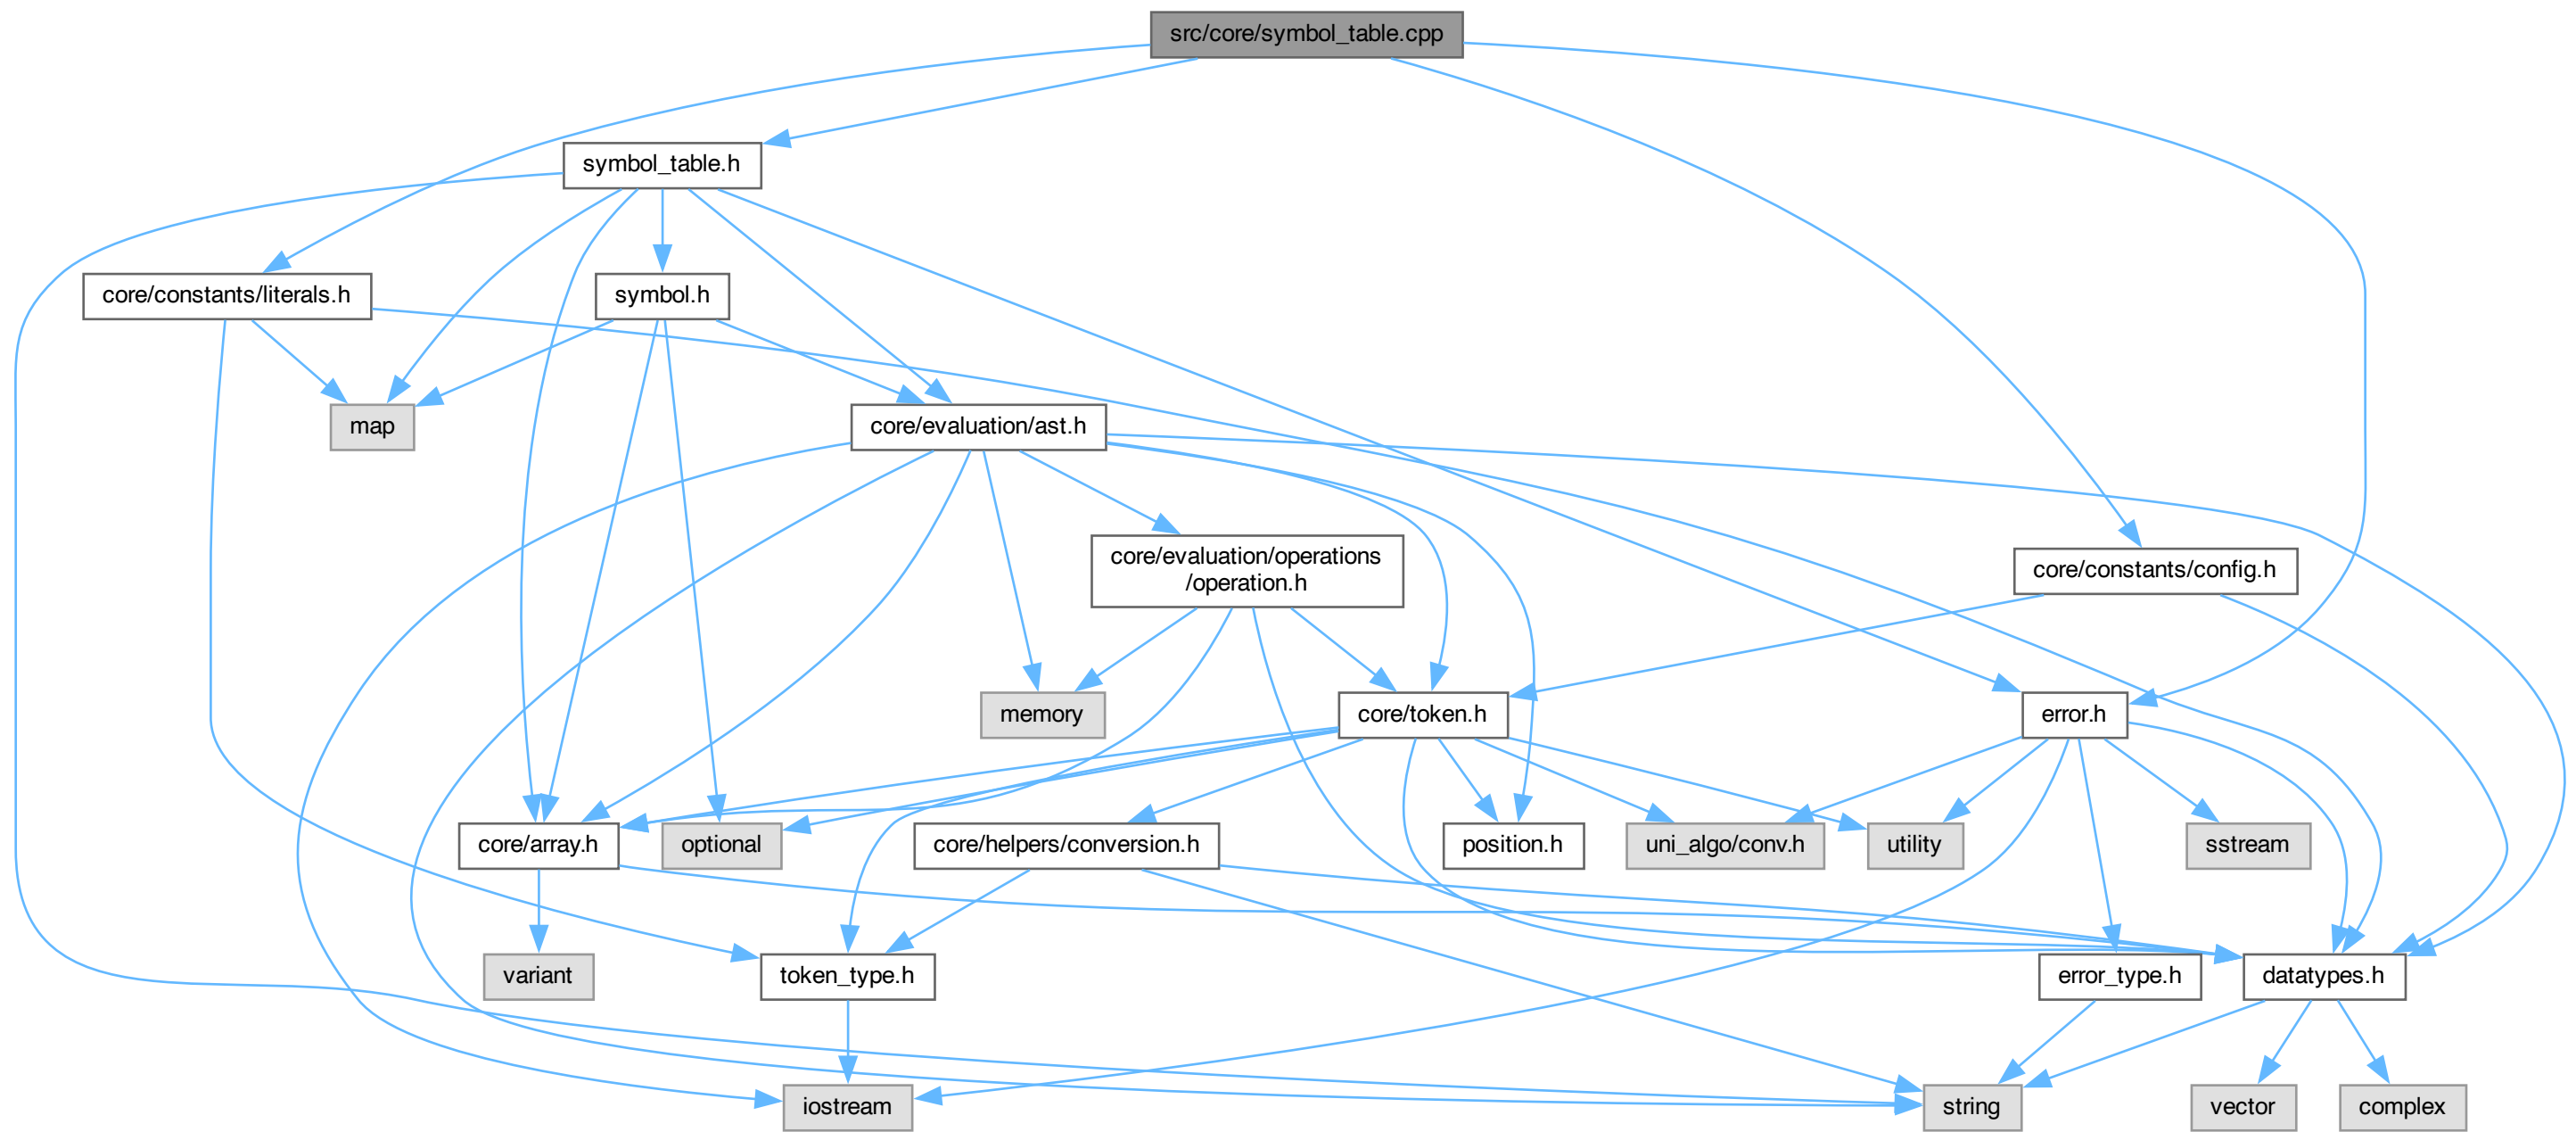 src/core/symbol_table.cpp
symbol_table.h
core/constants/literals.h
symbol.h
map
core/evaluation/ast.h
core/evaluation/operations
/operation.h
core/constants/config.h
memory
core/token.h
error.h
core/array.h
optional
core/helpers/conversion.h
position.h
uni_algo/conv.h
utility
sstream
variant
token_type.h
error_type.h
datatypes.h
iostream
string
vector
complex